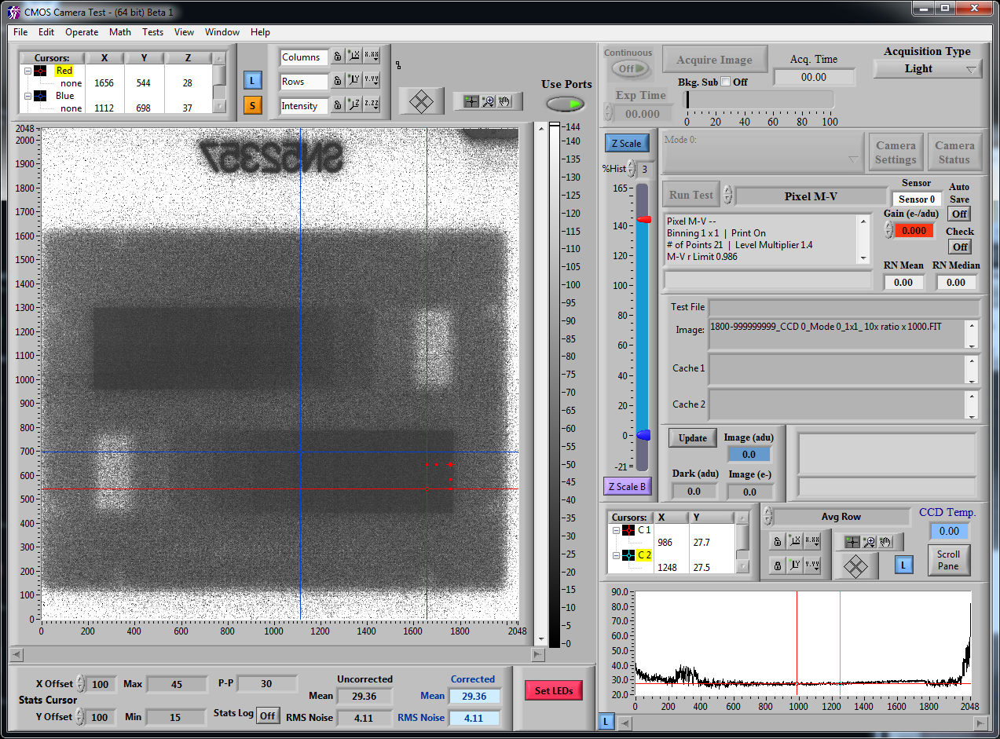 CMOS Camera Test - (64 bit) Beta 1
File Edit Operate Math Tests View Window Help
Cursors: X Y Z
Red
none 1656 544 28
Blue
none 1112 698 37
L
S
Columns
Rows
Intensity
X.XX
Y.YY
Z.ZZ
Use Ports
Continuous
Off
Acquire Image
Acq. Time
00.00
Acquisition Type
Light
Bkg. Sub Off
Exp Time
00.000
0 20 40 60 80 100
Z Scale
%Hist 3
165
140
120
100
80
60
40
20
0
-21
Z Scale B
Mode 0:
Camera Settings
Camera Status
Run Test
Pixel M-V
Sensor
Sensor 0
Auto Save
Off
Gain (e-/adu)
0.000
Check
Off
Pixel M-V --
Binning 1 x 1 | Print On
# of Points 21 | Level Multiplier 1.4
M-V r Limit 0.986
RN Mean RN Median
0.00 0.00
Test File
Image: 1800-999999999_CCD 0_Mode 0_1x1_ 10x ratio x 1000.FIT
Cache 1
Cache 2
Update
Image (adu)
0.0
Dark (adu) Image (e-)
0.0 0.0
SN52357
2048
2000
1900
1800
1700
1600
1500
1400
1300
1200
1100
1000
900
800
700
600
500
400
300
200
100
0
0 200 400 600 800 1000 1200 1400 1600 1800 2048
144
140
135
130
125
120
115
110
105
100
95
90
85
80
75
70
65
60
55
50
45
40
35
30
25
20
15
10
5
0
Cursors: X Y
C 1
986 27.7
C 2
1248 27.5
Avg Row
X.XX
Y.YY
L
CCD Temp.
0.00
Scroll Pane
90.0
80.0
70.0
60.0
50.0
40.0
30.0
20.0
0 200 400 600 800 1000 1200 1400 1600 1800 2048
L
X Offset 100 Max 45 P-P 30
Stats Cursor
Y Offset 100 Min 15 Stats Log Off
Uncorrected Corrected
Mean 29.36 Mean 29.36
RMS Noise 4.11 RMS Noise 4.11
Set LEDs